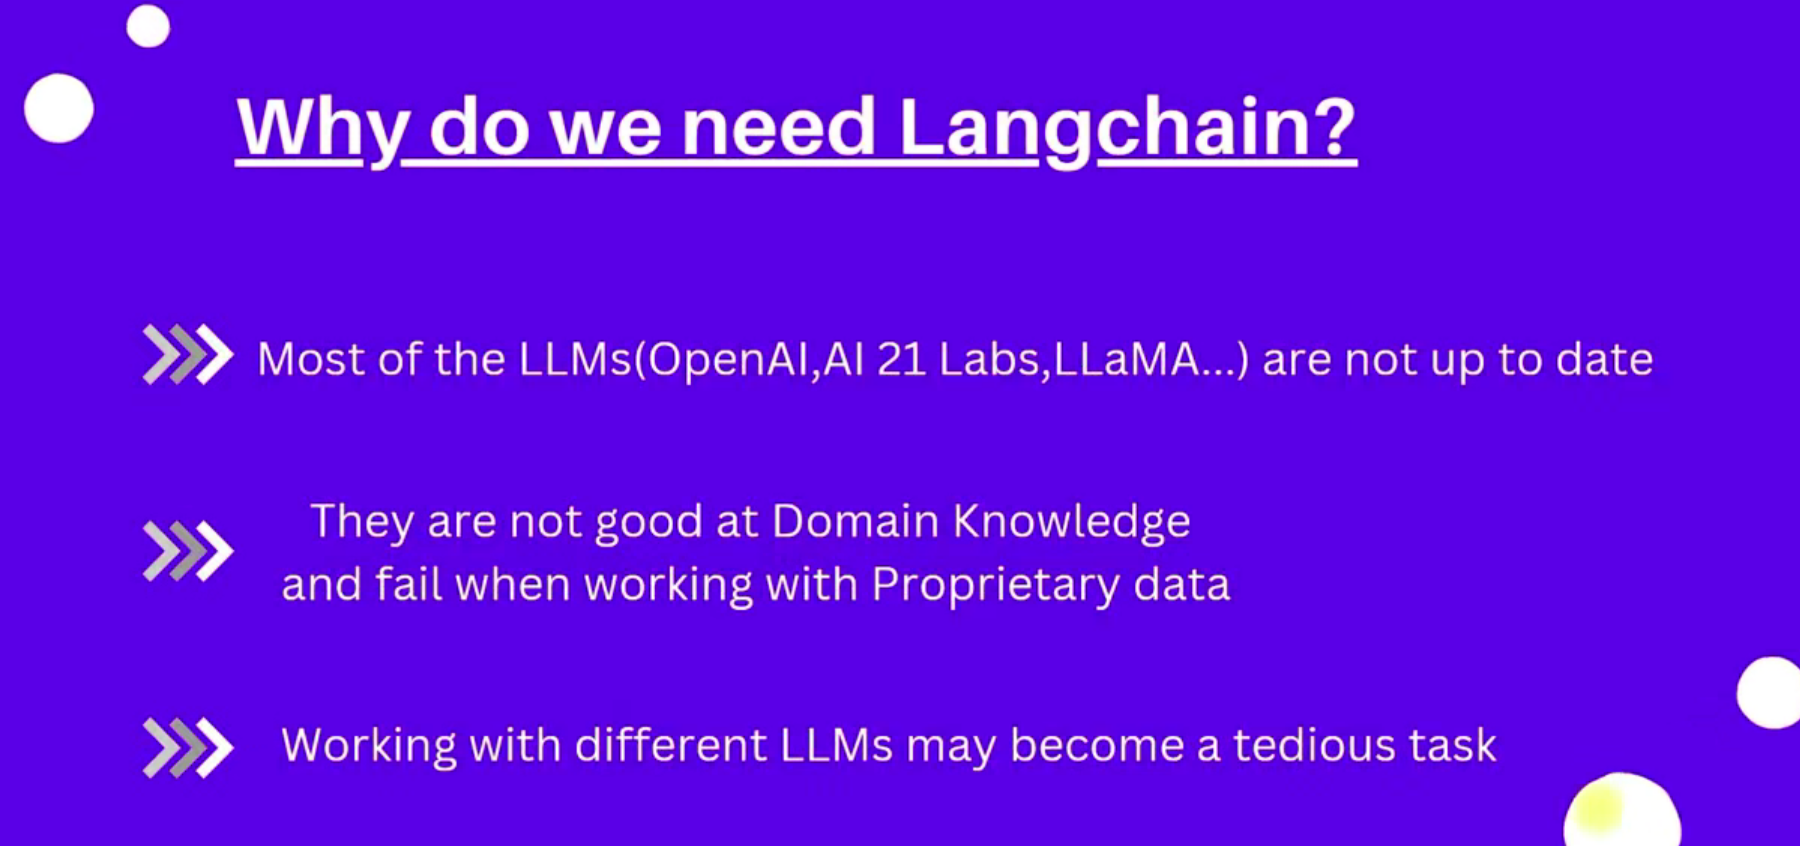 Why do we need Langchain?
Most of the LLMs(OpenAI,AI 21 Labs,LLaMA...) are not up to date
They are not good at Domain Knowledge
and fail when working with Proprietary data
Working with different LLMs may become a tedious task